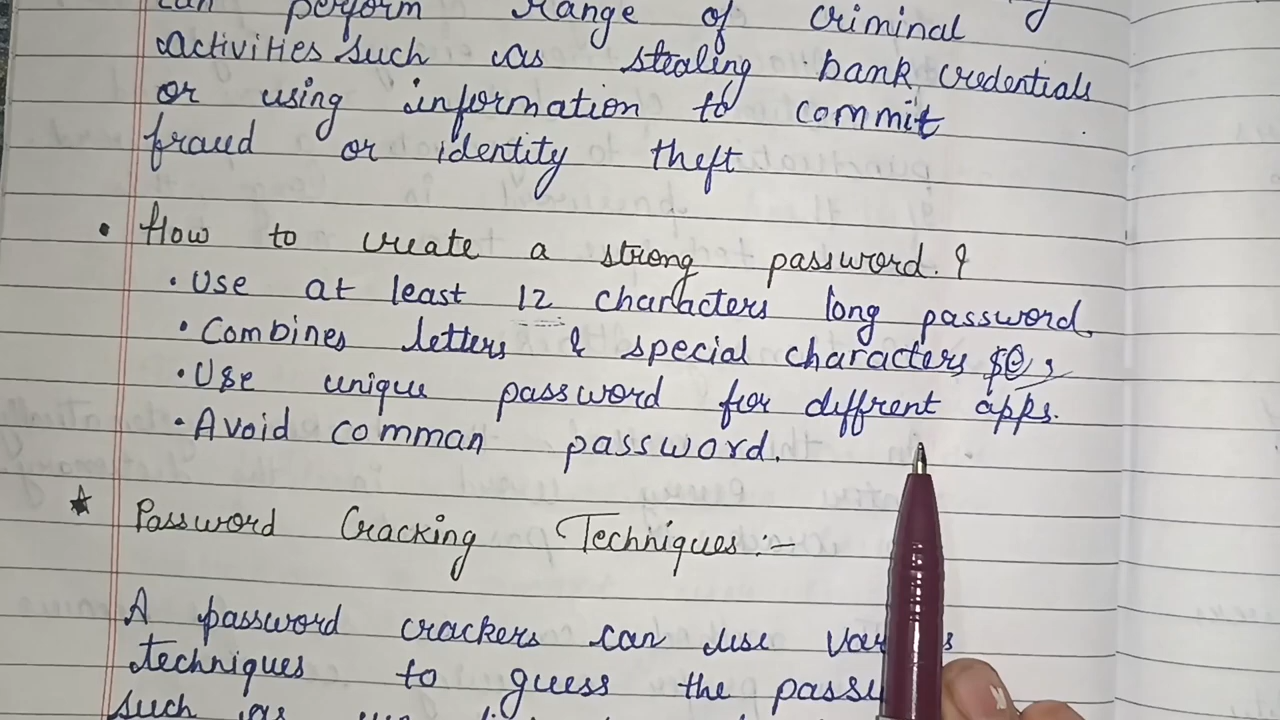 can perform range of criminal
activities such as stealing bank credentials
or using information to commit
fraud or identity theft
• How to create a strong password. ?
• Use at least 12 characters long password.
• Combines letters & special characters $@,
• Use unique password for diffrent apps.
• Avoid comman password.
★ Password Cracking Techniques :-
A password crackers can use
techniques to guess the
such as